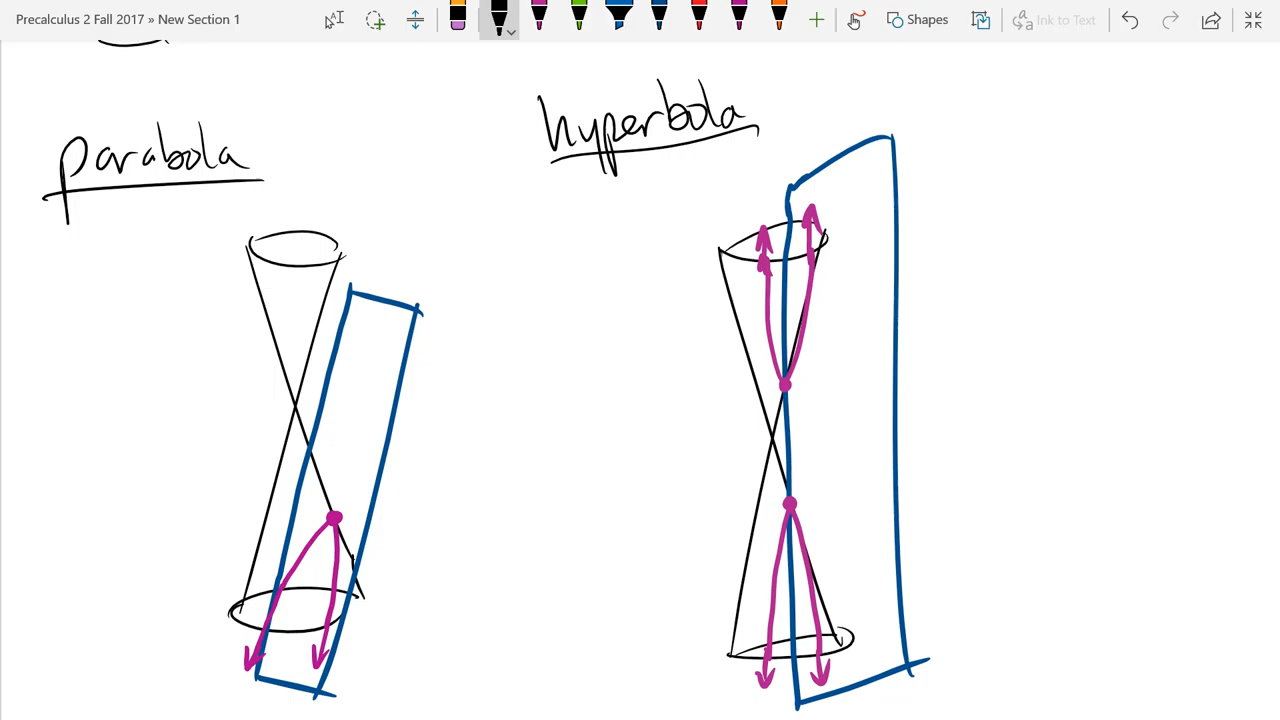 Precalculus 2 Fall 2017 » New Section 1
Shapes
Ink to Text
parabola
hyperbola